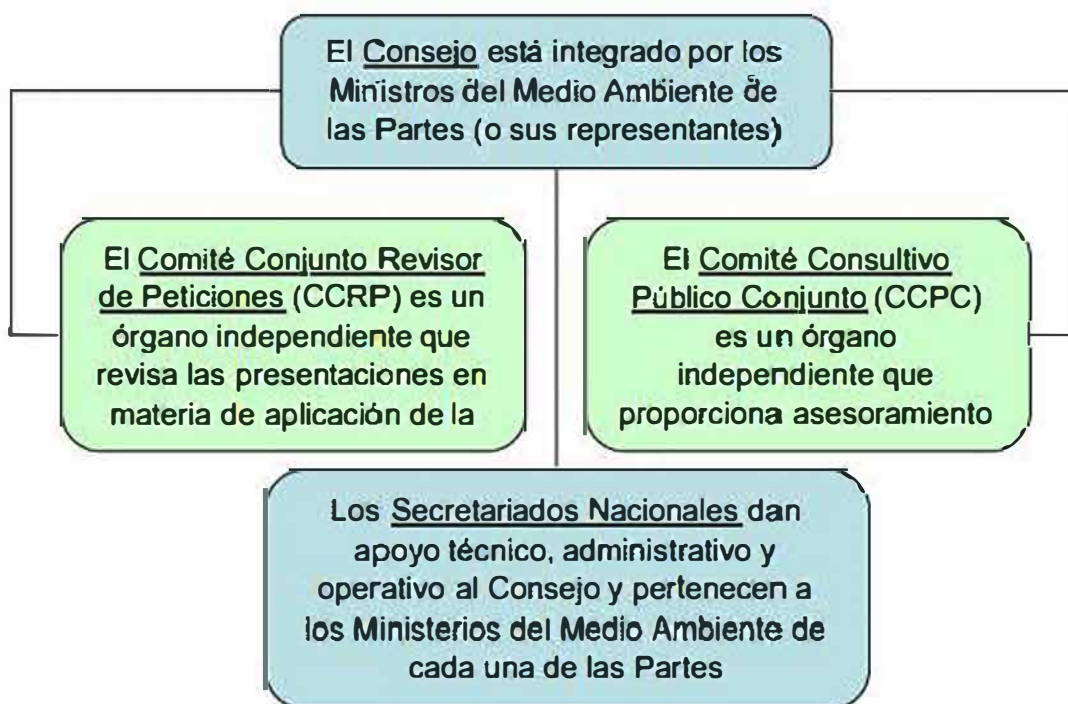 El Consejo está integrado por los
Ministros del Medio Ambiente de
las Partes (o sus representantes)
El Comité Conjunto Revisor
de Peticiones (CCRP) es un
órgano independiente que
revisa las presentaciones en
materia de aplicación de la
El Comité Consultivo
Público Conjunto (CCPC)
es un órgano
independiente que
proporciona asesoramiento
Los Secretariados Nacionales dan
apoyo técnico, administrativo y
operativo al Consejo y pertenecen a
los Ministerios del Medio Ambiente de
cada una de las Partes